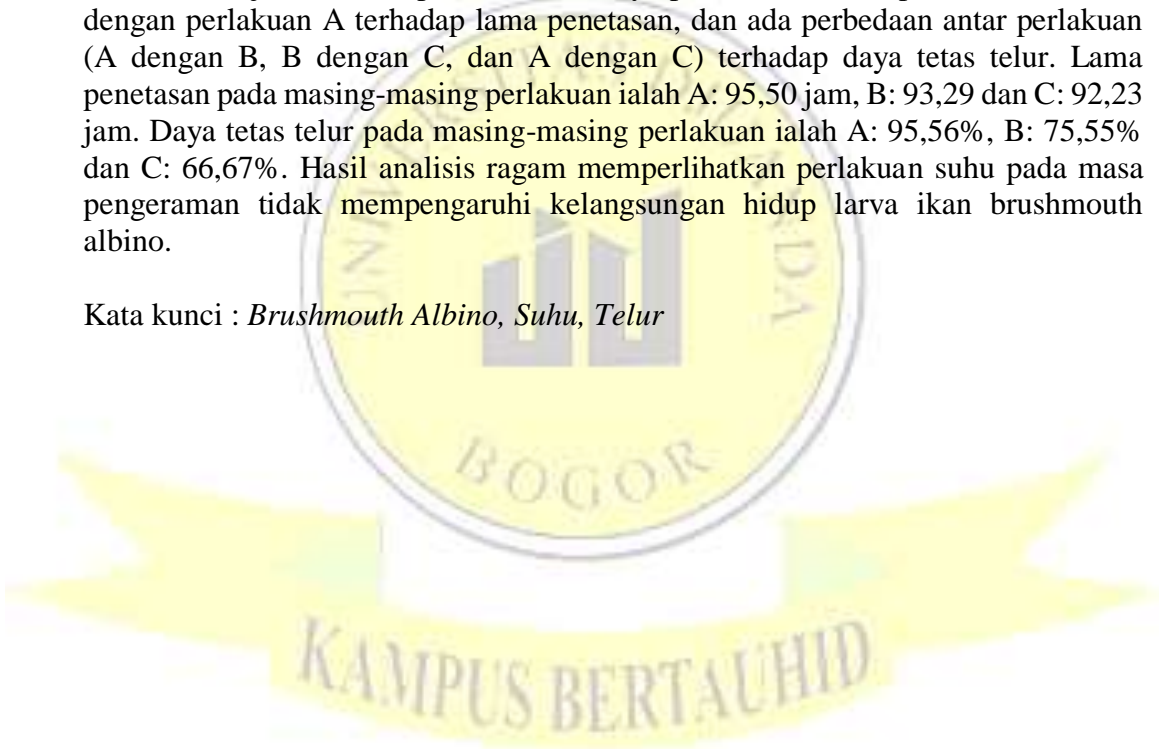 dengan perlakuan A terhadap lama penetasan, dan ada perbedaan antar perlakuan
(A dengan B, B dengan C, dan A dengan C) terhadap daya tetas telur. Lama
penetasan pada masing-masing perlakuan ialah A: 95,50 jam, B: 93,29 dan C: 92,23
jam. Daya tetas telur pada masing-masing perlakuan ialah A: 95,56%, B: 75,55%
dan C: 66,67%. Hasil analisis ragam memperlihatkan perlakuan suhu pada masa
pengeraman tidak mempengaruhi kelangsungan hidup larva ikan brushmouth
albino.
Kata kunci : Brushmouth Albino, Suhu, Telur
BOGOR
KAMPUS BERTAUHID